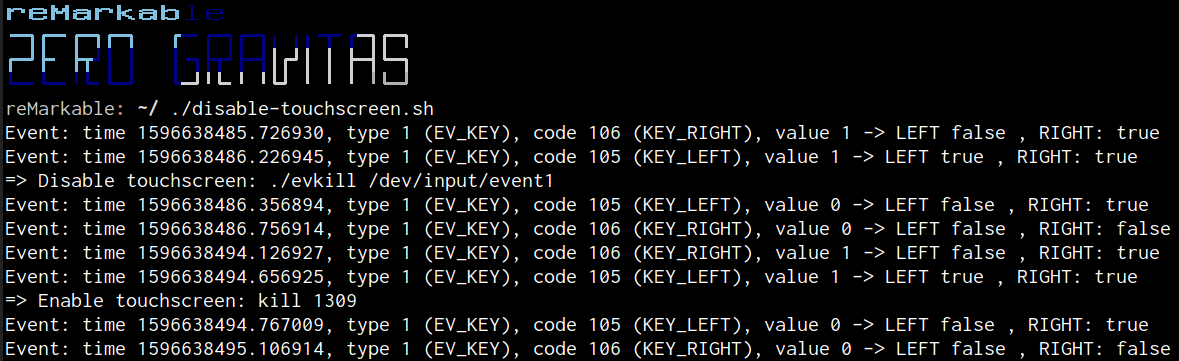 reMarkable
ZERO GRAVITAS
reMarkable: ~/ ./disable-touchscreen.sh
Event: time 1596638485.726930, type 1 (EV_KEY), code 106 (KEY_RIGHT), value 1 -> LEFT false , RIGHT: true
Event: time 1596638486.226945, type 1 (EV_KEY), code 105 (KEY_LEFT), value 1 -> LEFT true , RIGHT: true
=> Disable touchscreen: ./evkill /dev/input/event1
Event: time 1596638486.356894, type 1 (EV_KEY), code 105 (KEY_LEFT), value 0 -> LEFT false , RIGHT: true
Event: time 1596638486.756914, type 1 (EV_KEY), code 106 (KEY_RIGHT), value 0 -> LEFT false , RIGHT: false
Event: time 1596638494.126927, type 1 (EV_KEY), code 106 (KEY_RIGHT), value 1 -> LEFT false , RIGHT: true
Event: time 1596638494.656925, type 1 (EV_KEY), code 105 (KEY_LEFT), value 1 -> LEFT true , RIGHT: true
=> Enable touchscreen: kill 1309
Event: time 1596638494.767009, type 1 (EV_KEY), code 105 (KEY_LEFT), value 0 -> LEFT false , RIGHT: true
Event: time 1596638495.106914, type 1 (EV_KEY), code 106 (KEY_RIGHT), value 0 -> LEFT false , RIGHT: false